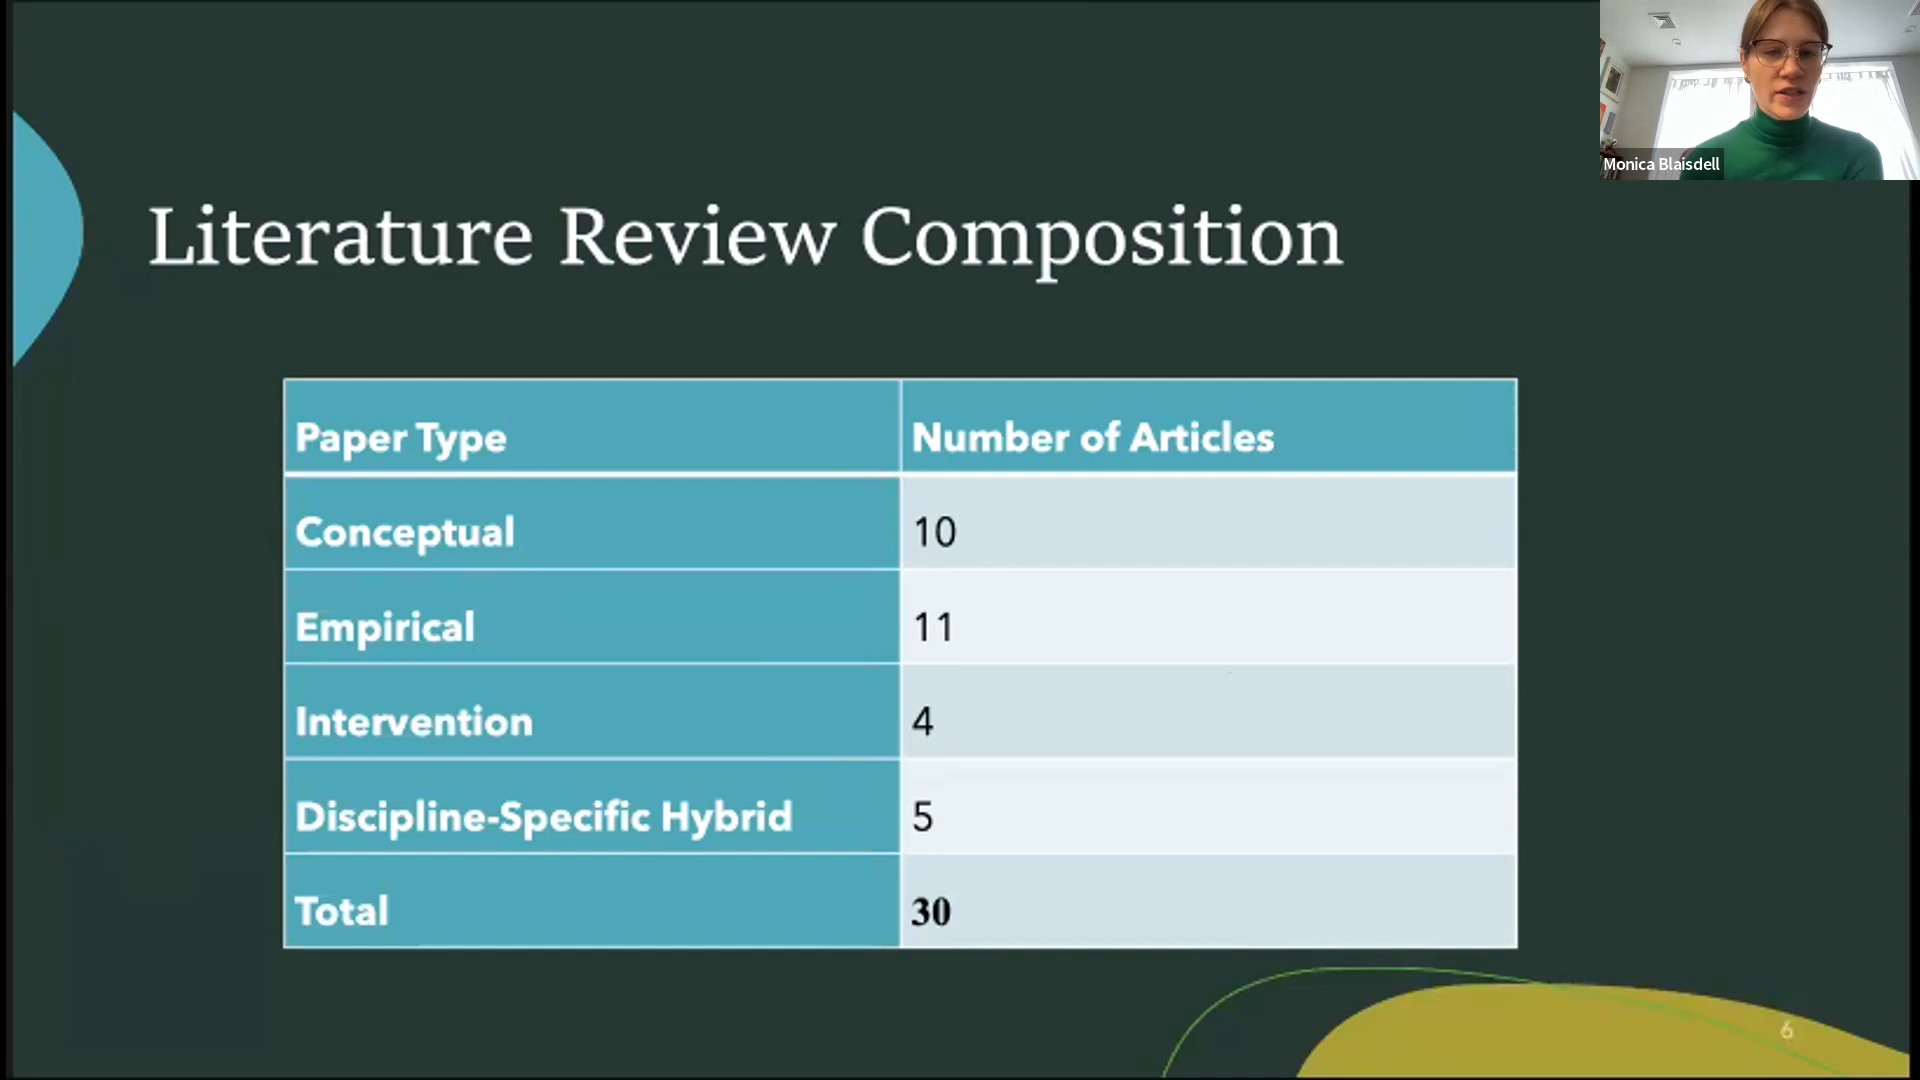 Monica Blaisdell
Literature Review Composition
Paper Type Number of Articles
Conceptual 10
Empirical 11
Intervention 4
Discipline-Specific Hybrid 5
Total 30
6